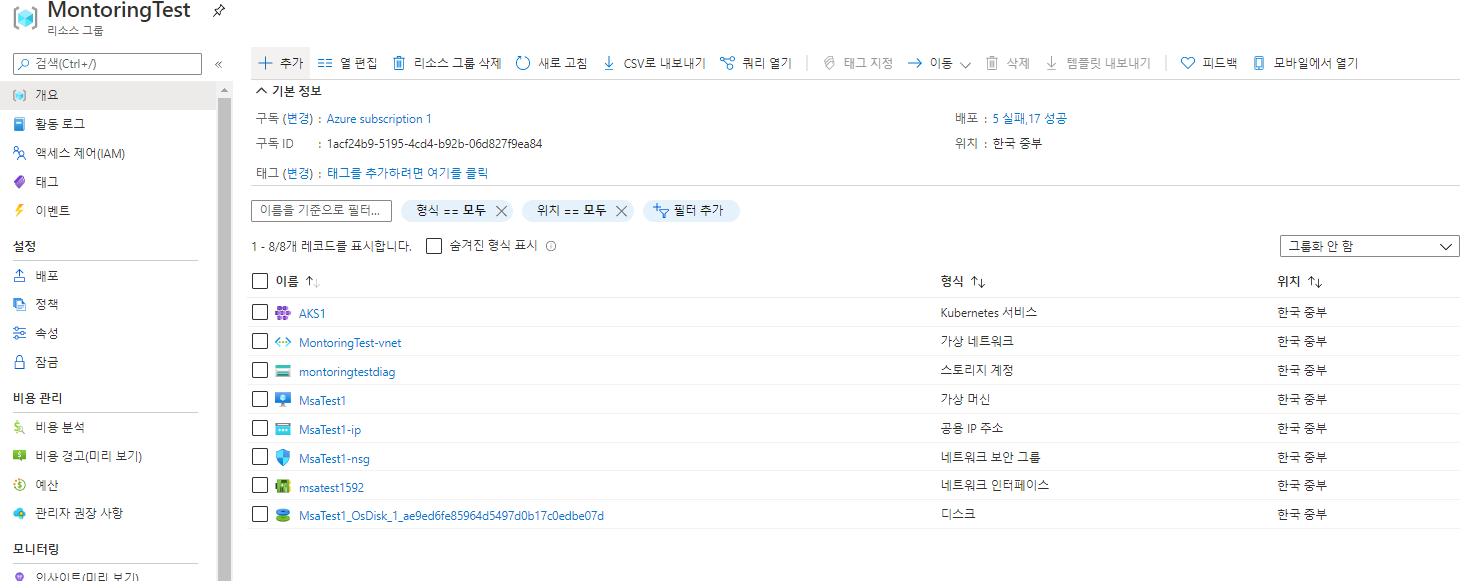 MontoringTest
리소스 그룹
검색(Ctrl+/)
«
개요
활동 로그
액세스 제어(IAM)
태그
이벤트
설정
배포
정책
속성
잠금
비용 관리
비용 분석
비용 경고(미리 보기)
예산
관리자 권장 사항
모니터링
인사이트(미리 보기)
추가 열 편집 리소스 그룹 삭제 새로 고침 CSV로 내보내기 쿼리 열기 태그 지정 이동 삭제 템플릿 내보내기 피드백 모바일에서 열기
기본 정보
구독 (변경) : Azure subscription 1 배포 : 5 실패,17 성공
구독 ID : 1acf24b9-5195-4cd4-b92b-06d827f9ea84 위치 : 한국 중부
태그 (변경) : 태그를 추가하려면 여기를 클릭
이름을 기준으로 필터... 형식 == 모두 위치 == 모두 필터 추가
1 - 8/8개 레코드를 표시합니다. 숨겨진 형식 표시 그룹화 안 함
이름 형식 위치
AKS1 Kubernetes 서비스 한국 중부
MontoringTest-vnet 가상 네트워크 한국 중부
montoringtestdiag 스토리지 계정 한국 중부
MsaTest1 가상 머신 한국 중부
MsaTest1-ip 공용 IP 주소 한국 중부
MsaTest1-nsg 네트워크 보안 그룹 한국 중부
msatest1592 네트워크 인터페이스 한국 중부
MsaTest1_OsDisk_1_ae9ed6fe85964d5497d0b17c0edbe07d 디스크 한국 중부